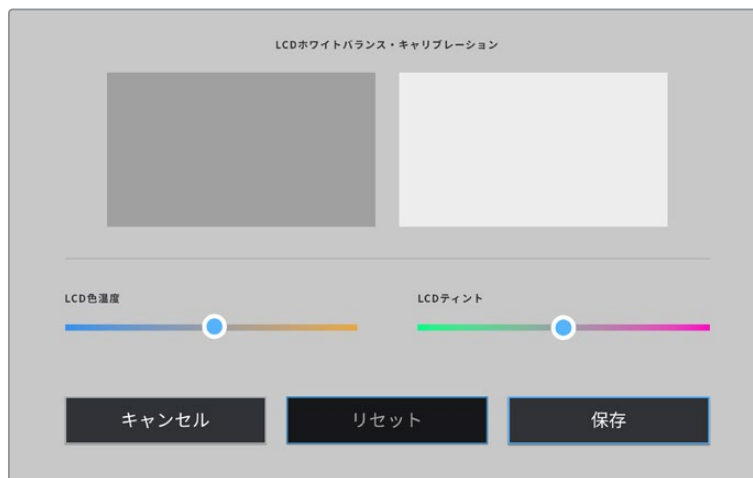 LCDホワイトバランス・キャリブレーション
LCD色温度
LCDティント
キャンセル
リセット
保存